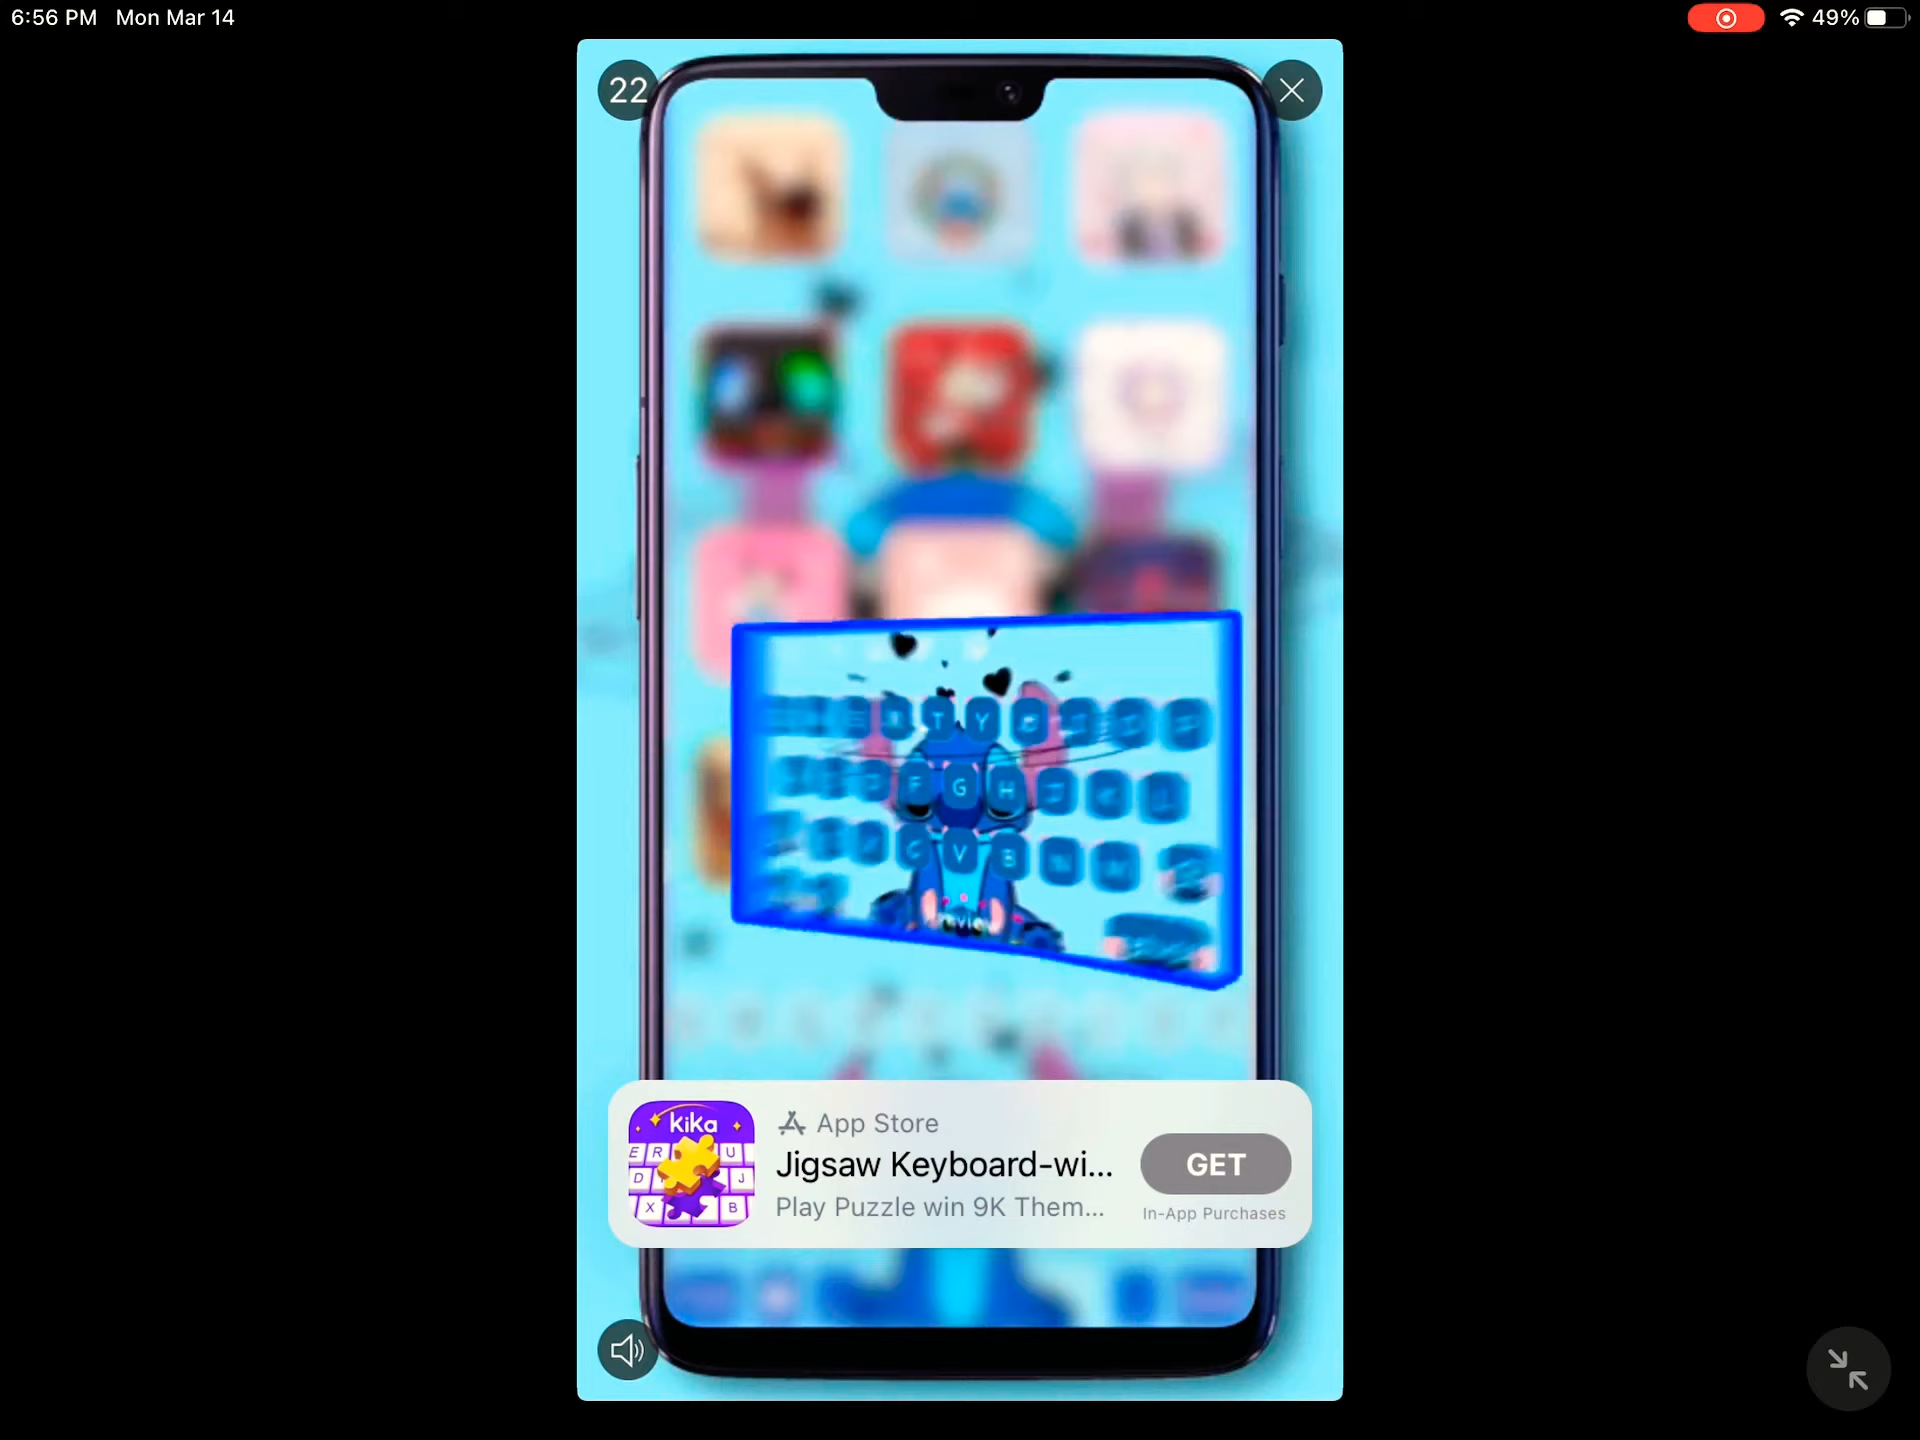 6:56 PM Mon Mar 14
49%
22
T Y
F G H
C V B
kika
E R U
D J
X B
App Store
Jigsaw Keyboard-wi...
Play Puzzle win 9K Them...
GET
In-App Purchases